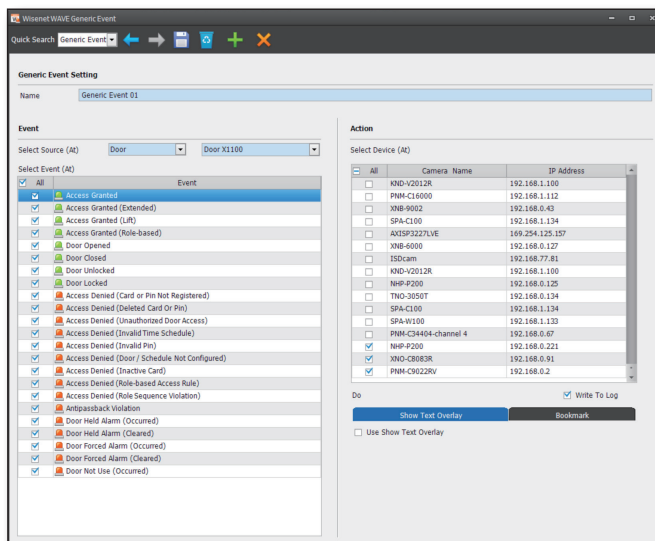 Wisenet WAVE Generic Event
Quick Search Generic Event
Generic Event Setting
Name Generic Event 01
Event
Select Source (At) Door Door X1100
Select Event (At)
All Event
Access Granted
Access Granted (Extended)
Access Granted (Lift)
Access Granted (Role-based)
Door Opened
Door Closed
Door Unlocked
Door Locked
Access Denied (Card or Pin Not Registered)
Access Denied (Deleted Card Or Pin)
Access Denied (Unauthorized Door Access)
Access Denied (Invalid Time Schedule)
Access Denied (Invalid Pin)
Access Denied (Door / Schedule Not Configured)
Access Denied (Inactive Card)
Access Denied (Role-based Access Rule)
Access Denied (Role Sequence Violation)
Antipassback Violation
Door Held Alarm (Occurred)
Door Held Alarm (Cleared)
Door Forced Alarm (Occurred)
Door Forced Alarm (Cleared)
Door Not Use (Occurred)
Action
Select Device (At)
All Camera Name IP Address
KND-V2012R 192.168.1.100
PNM-C16000 192.168.1.112
XNB-9002 192.168.0.43
SPA-C100 192.168.1.134
AXISP3227LVE 169.254.125.157
XNB-6000 192.168.0.127
ISDcam 192.168.77.81
KND-V2012R 192.168.1.100
NHP-P200 192.168.0.125
TNO-3050T 192.168.0.134
SPA-C100 192.168.1.134
SPA-W100 192.168.1.133
PNM-C34404-channel 4 192.168.0.67
NHP-P200 192.168.0.221
XNO-C8083R 192.168.0.91
PNM-C9022RV 192.168.0.2
Do Write To Log
Show Text Overlay Bookmark
Use Show Text Overlay